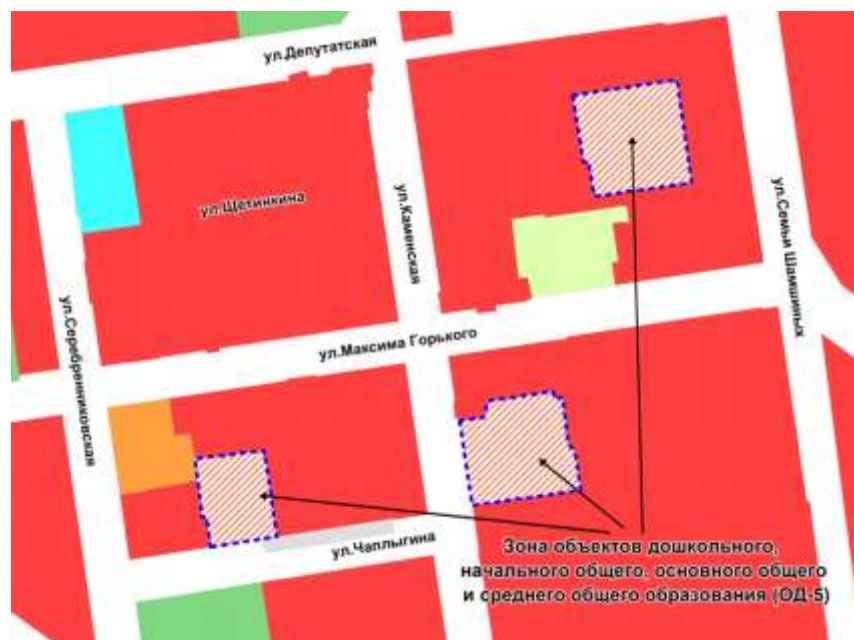 ул.Депутатская
ул.Щетинкина
ул.Каменская
ул.Семьи Шамшиных
ул.Серебренниковская
ул.Максима Горького
ул.Чаплыгина
Зона объектов дошкольного,
начального общего, основного общего
и среднего общего образования (ОД-5)